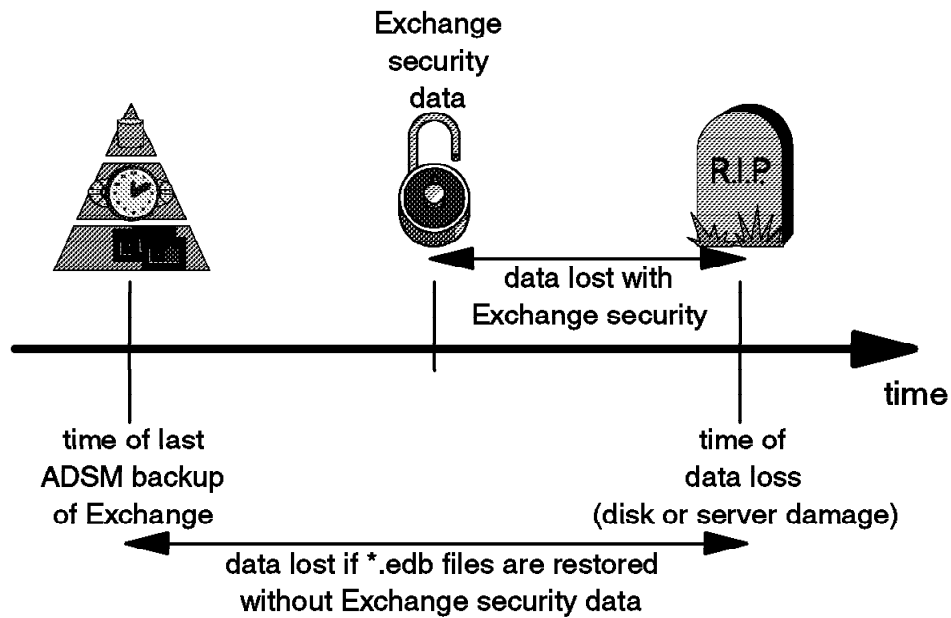 Exchange
security
data
R.I.P.
data lost with
Exchange security
time
time of last
ADSM backup
of Exchange
time of
data loss
(disk or server damage)
data lost if *.edb files are restored
without Exchange security data